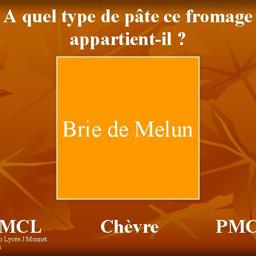 A quel type de pâte ce fromage
appartient-il ?
Brie de Melun
MCL Chèvre PMC
Lycée J Monnet